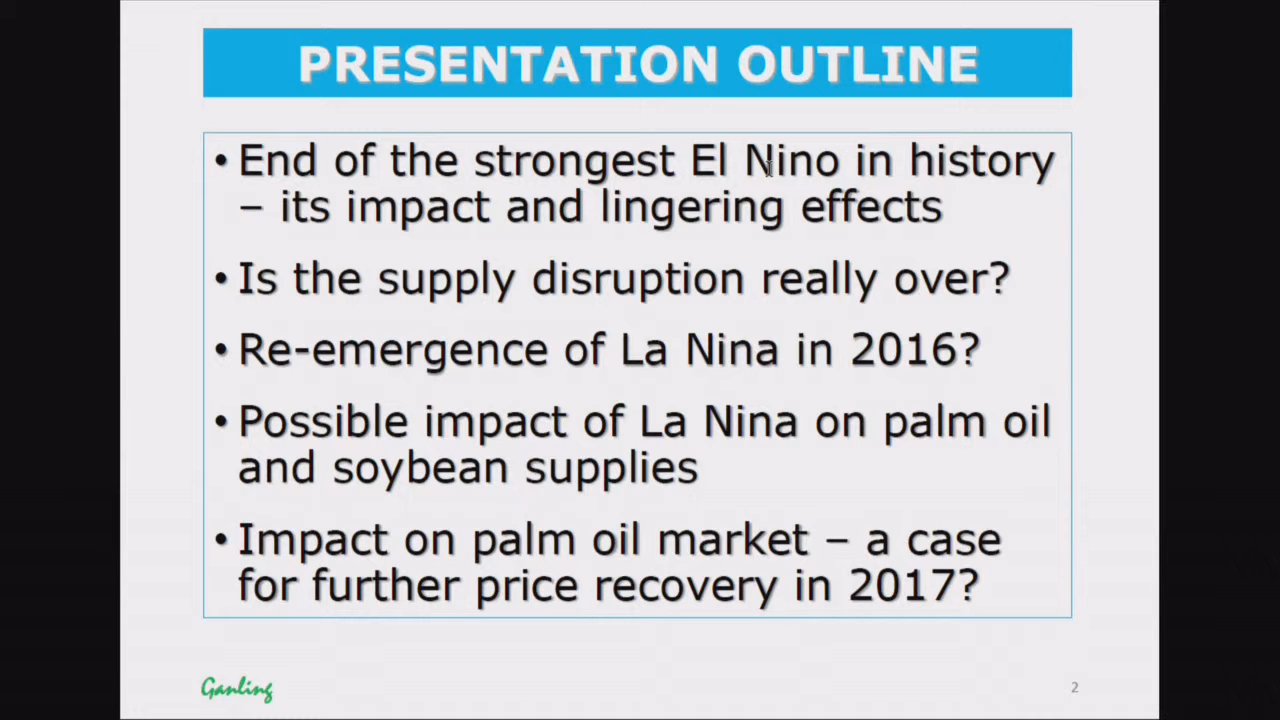 PRESENTATION OUTLINE
• End of the strongest El Nino in history
– its impact and lingering effects
• Is the supply disruption really over?
• Re-emergence of La Nina in 2016?
• Possible impact of La Nina on palm oil
and soybean supplies
• Impact on palm oil market – a case
for further price recovery in 2017?
Ganling
2